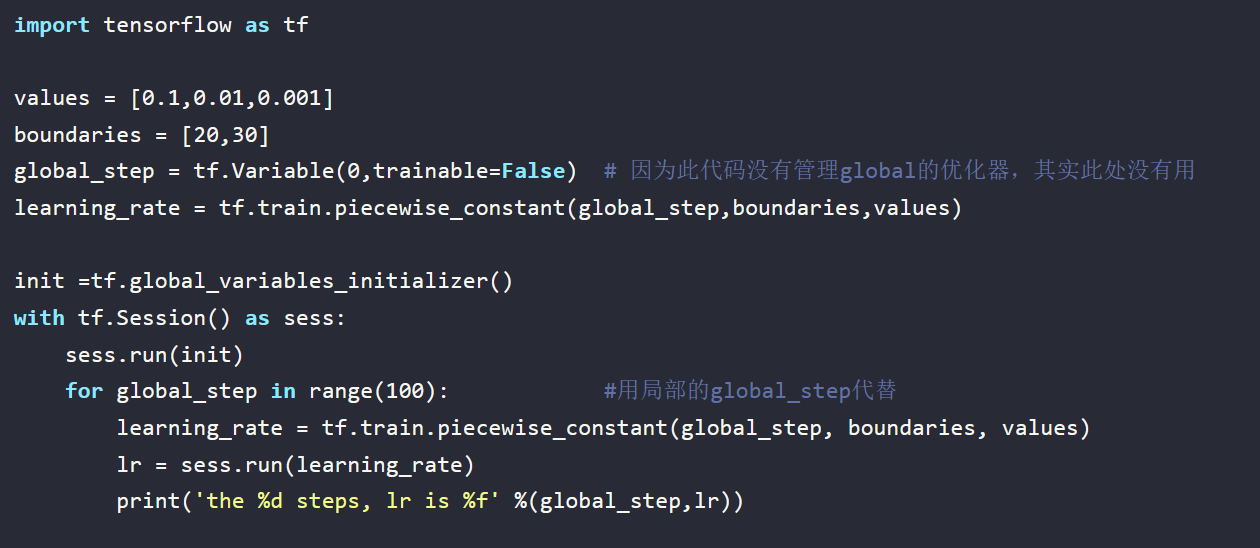 import tensorflow as tf
values = [0.1,0.01,0.001]
boundaries = [20,30]
global_step = tf.Variable(0,trainable=False)  # 因为此代码没有管理global的优化器，其实此处没有用
learning_rate = tf.train.piecewise_constant(global_step,boundaries,values)
init =tf.global_variables_initializer()
with tf.Session() as sess:
    sess.run(init)
    for global_step in range(100):            #用局部的global_step代替
        learning_rate = tf.train.piecewise_constant(global_step, boundaries, values)
        lr = sess.run(learning_rate)
        print('the %d steps, lr is %f' %(global_step,lr))